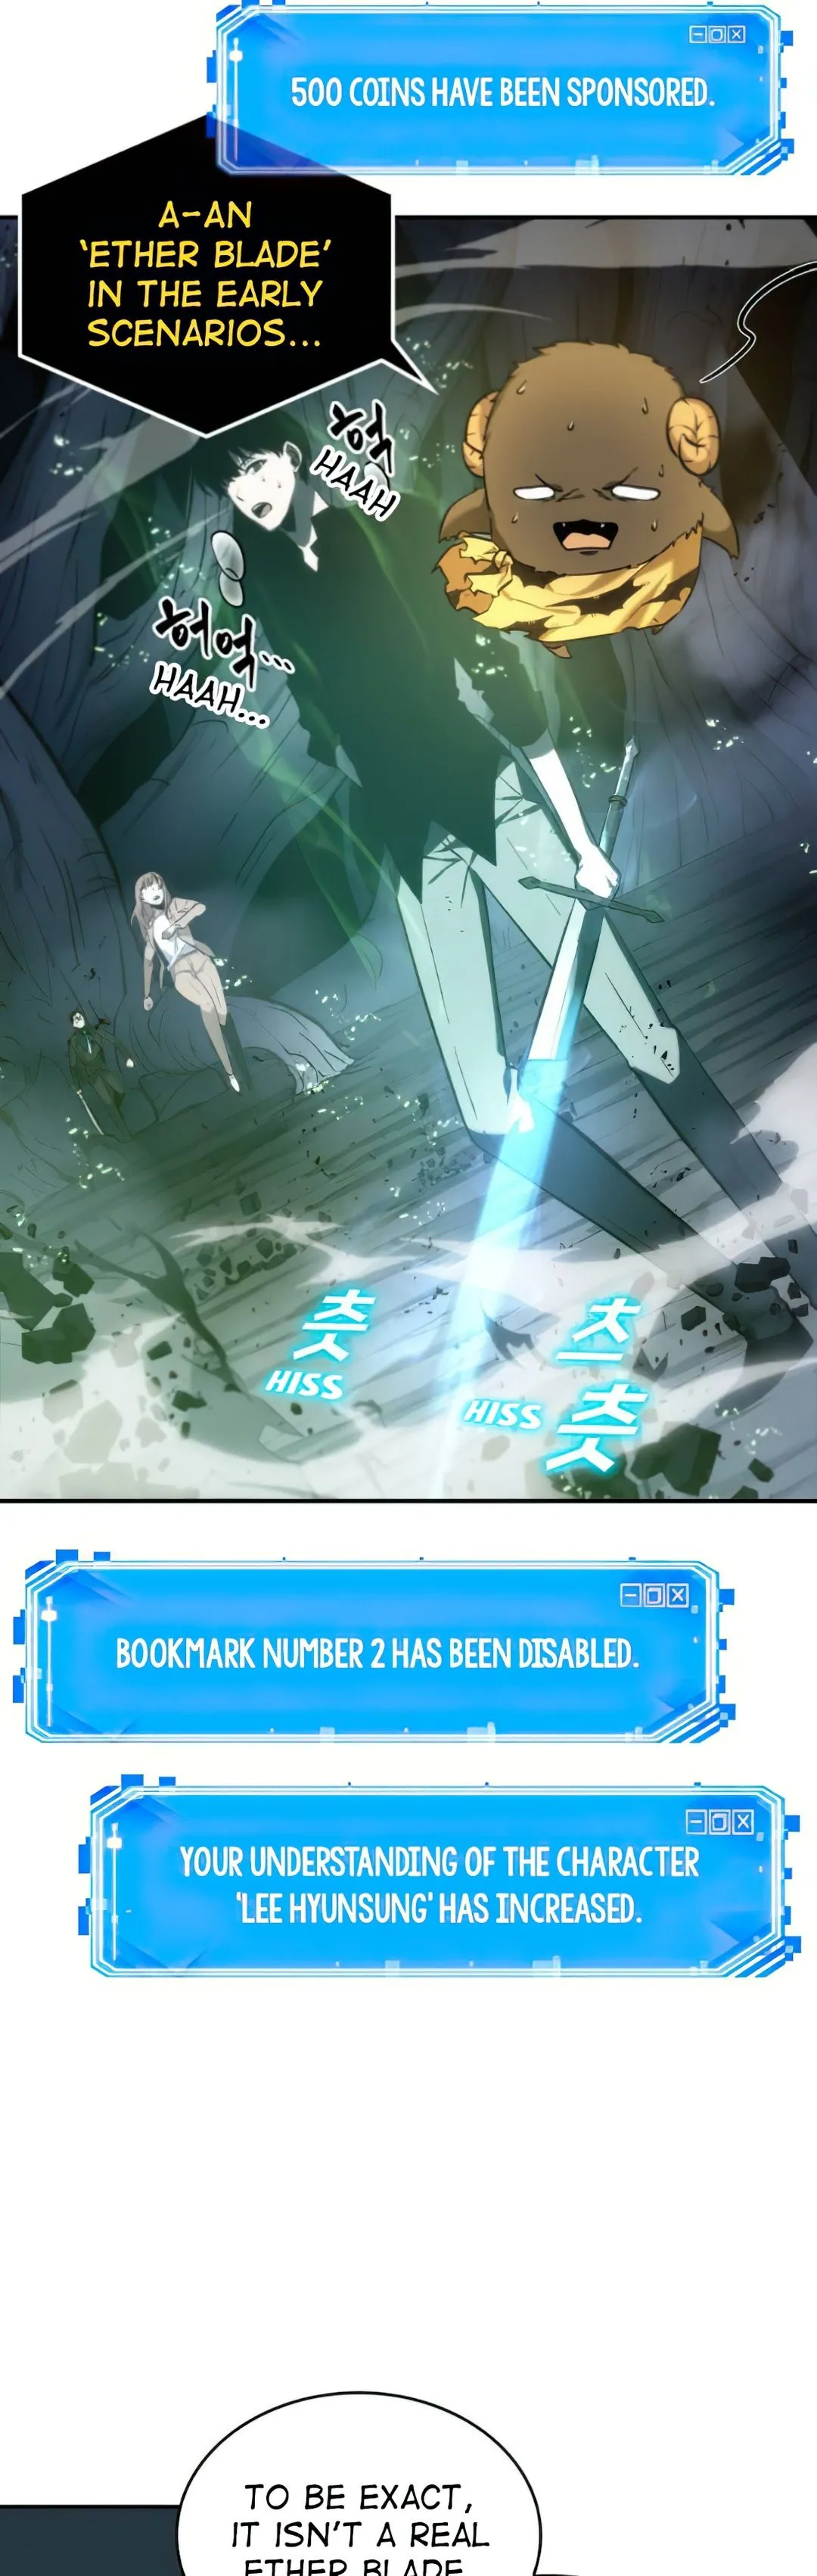 500 COINS HAVE BEEN SPONSORED.
A-AN
'ETHER BLADE'
IN THE EARLY
SCENARIOS...
헉
HAAH
허억...
HAAH...
츳
HISS
츠
츳
HISS
BOOKMARK NUMBER 2 HAS BEEN DISABLED.
YOUR UNDERSTANDING OF THE CHARACTER
'LEE HYUNSUNG' HAS INCREASED.
TO BE EXACT,
IT ISN'T A REAL
ETHER BLADE